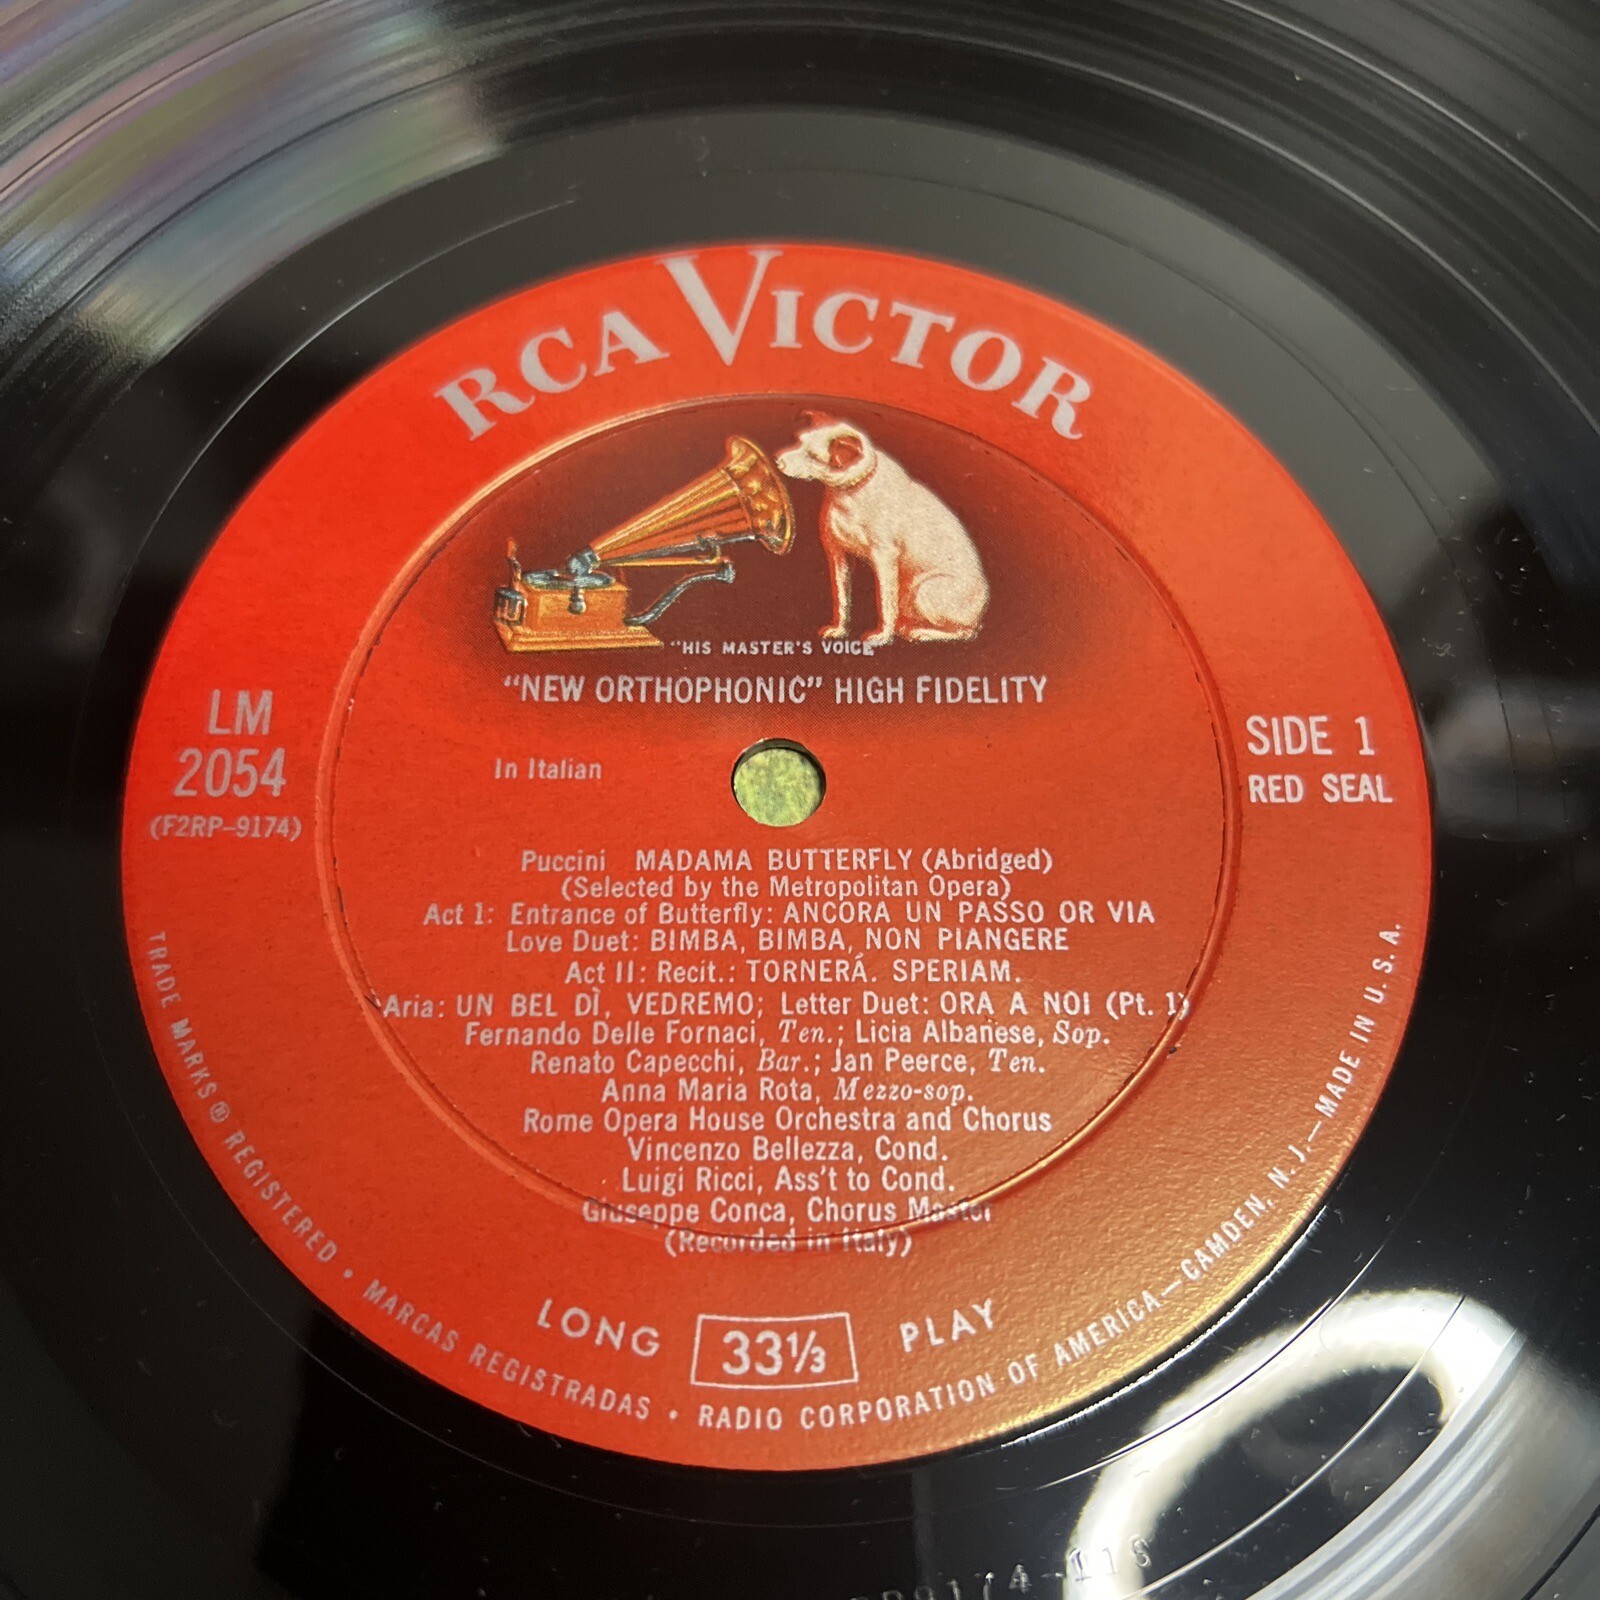 RCA VICTOR
"HIS MASTER'S VOICE"
"NEW ORTHOPHONIC" HIGH FIDELITY
LM
2054
(F2RP-9174)
SIDE 1
RED SEAL
In Italian
Puccini MADAMA BUTTERFLY (Abridged)
(Selected by the Metropolitan Opera)
Act 1: Entrance of Butterfly: ANCORA UN PASSO OR VIA
Love Duet: BIMBA, BIMBA, NON PIANGERE
Act II: Recit.: TORNERÁ. SPERIAM.
Aria: UN BEL DÌ, VEDREMO; Letter Duet: ORA A NOI (Pt. 1)
Fernando Delle Fornaci, Ten.; Licia Albanese, Sop.
Renato Capecchi, Bar.; Jan Peerce, Ten.
Anna Maria Rota, Mezzo-sop.
Rome Opera House Orchestra and Chorus
Vincenzo Bellezza, Cond.
Luigi Ricci, Ass't to Cond.
Giuseppe Conca, Chorus Master
(Recorded in Italy)
LONG 33⅓ PLAY
TRADE MARKS ® REGISTERED • MARCAS REGISTRADAS • RADIO CORPORATION OF AMERICA—CAMDEN, N. J.—MADE IN U. S. A.